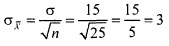 σ_x̄ = σ/√n = 15/√25 = 15/5 = 3